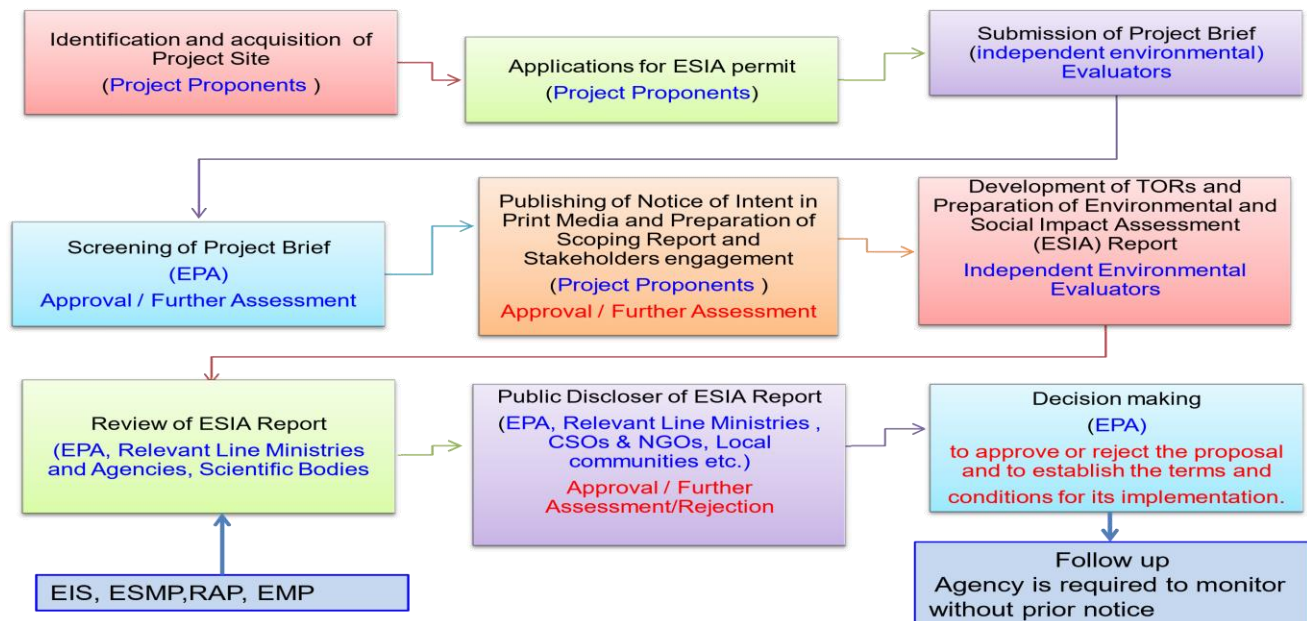 Identification and acquisition of
Project Site
(Project Proponents )
Applications for ESIA permit
(Project Proponents)
Submission of Project Brief
(independent environmental)
Evaluators
Screening of Project Brief
(EPA)
Approval / Further Assessment
Publishing of Notice of Intent in
Print Media and Preparation of
Scoping Report and
Stakeholders engagement
(Project Proponents )
Approval / Further Assessment
Development of TORs and
Preparation of Environmental and
Social Impact Assessment
(ESIA) Report
Independent Environmental
Evaluators
Review of ESIA Report
(EPA, Relevant Line Ministries
and Agencies, Scientific Bodies
Public Discloser of ESIA Report
(EPA, Relevant Line Ministries ,
CSOs & NGOs, Local
communities etc.)
Approval / Further
Assessment/Rejection
Decision making
(EPA)
to approve or reject the proposal
and to establish the terms and
conditions for its implementation.
EIS, ESMP,RAP, EMP
Follow up
Agency is required to monitor
without prior notice